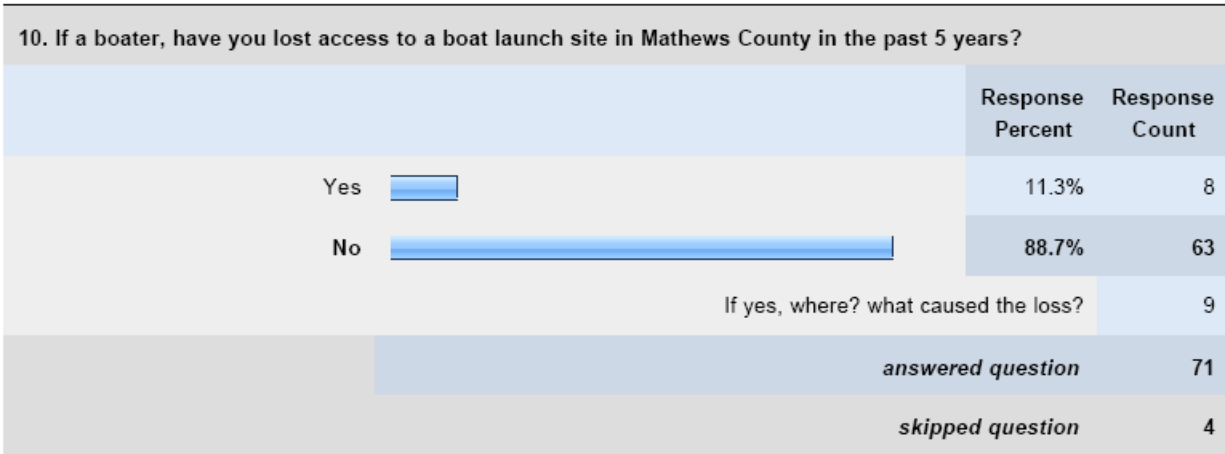 10. If a boater, have you lost access to a boat launch site in Mathews County in the past 5 years?
Response Percent Response Count
Yes 11.3% 8
No 88.7% 63
If yes, where? what caused the loss? 9
answered question 71
skipped question 4